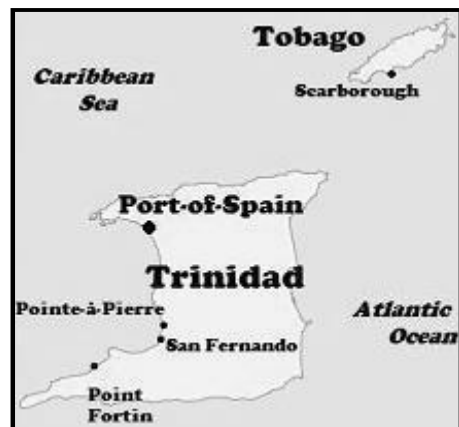 Tobago
Caribbean
Sea
Scarborough
Port-of-Spain
Trinidad
Pointe-à-Pierre
San Fernando
Atlantic
Ocean
Point
Fortin